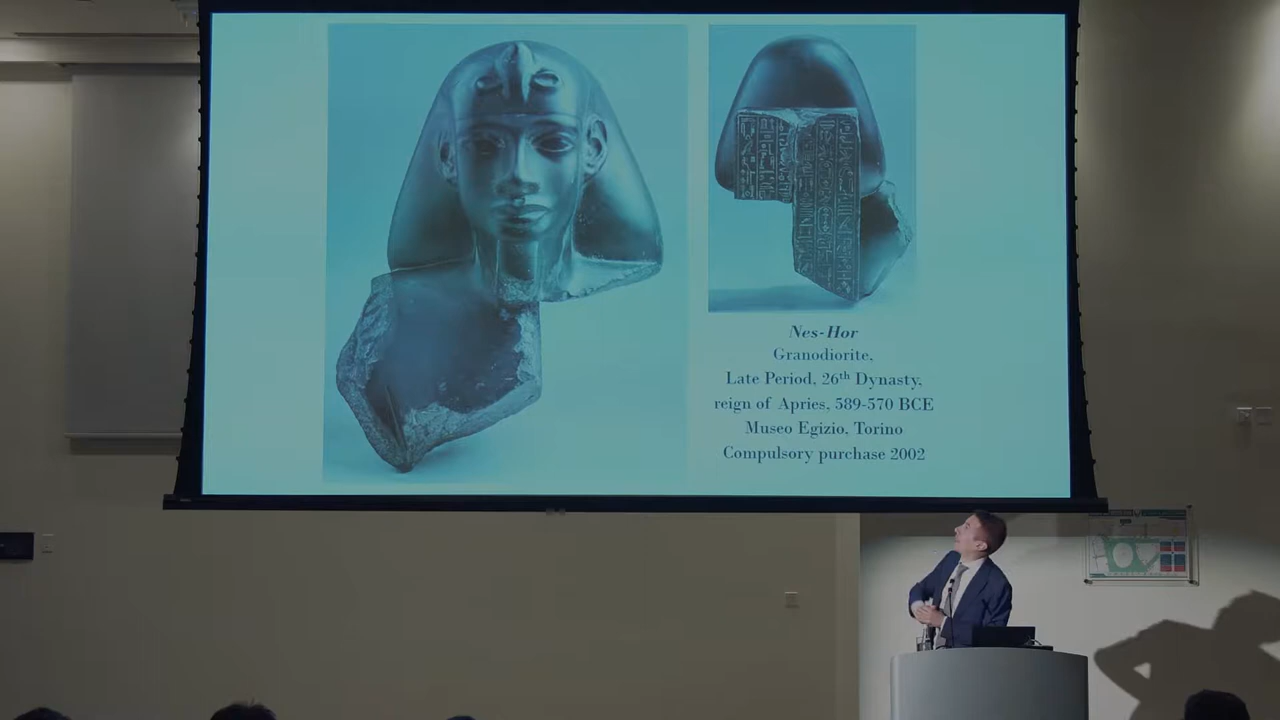 Nes-Hor
Granodiorite,
Late Period, 26th Dynasty,
reign of Apries, 589-570 BCE
Museo Egizio, Torino
Compulsory purchase 2002